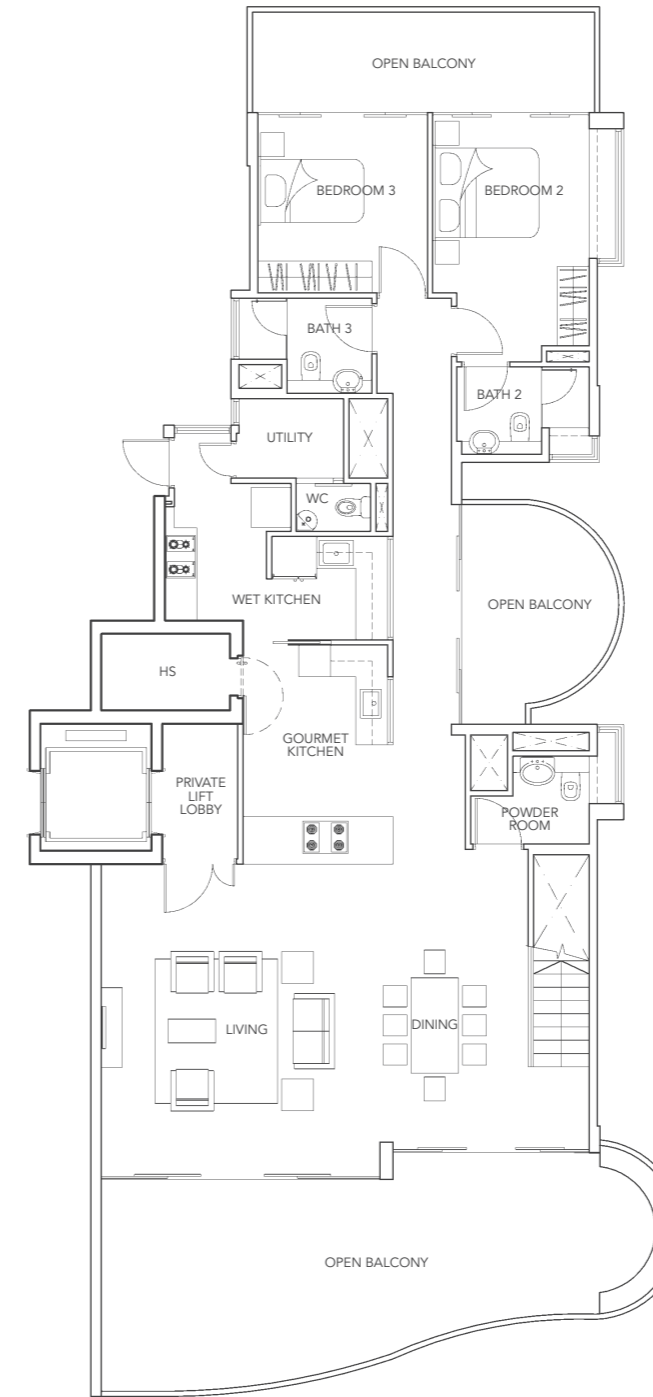 OPEN BALCONY
BEDROOM 3
BEDROOM 2
BATH 3
BATH 2
UTILITY
WC
WET KITCHEN
OPEN BALCONY
HS
GOURMET
KITCHEN
PRIVATE
LIFT
LOBBY
POWDER
ROOM
LIVING
DINING
OPEN BALCONY